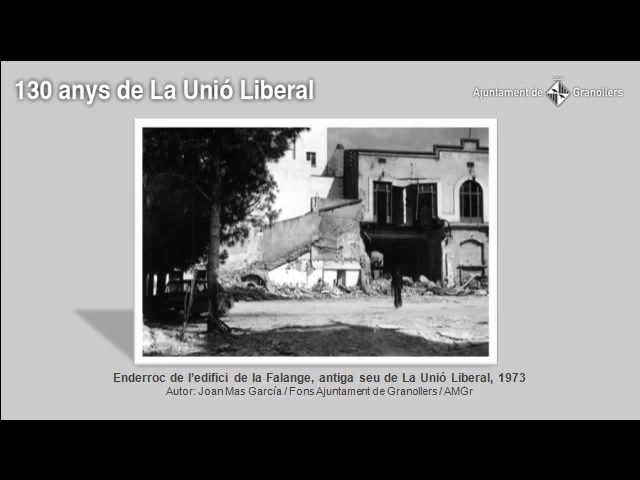 130 anys de La Unió Liberal
Ajuntament de Granollers
Enderroc de l'edifici de la Falange, antiga seu de La Unió Liberal, 1973
Autor: Joan Mas García / Fons Ajuntament de Granollers / AMGr